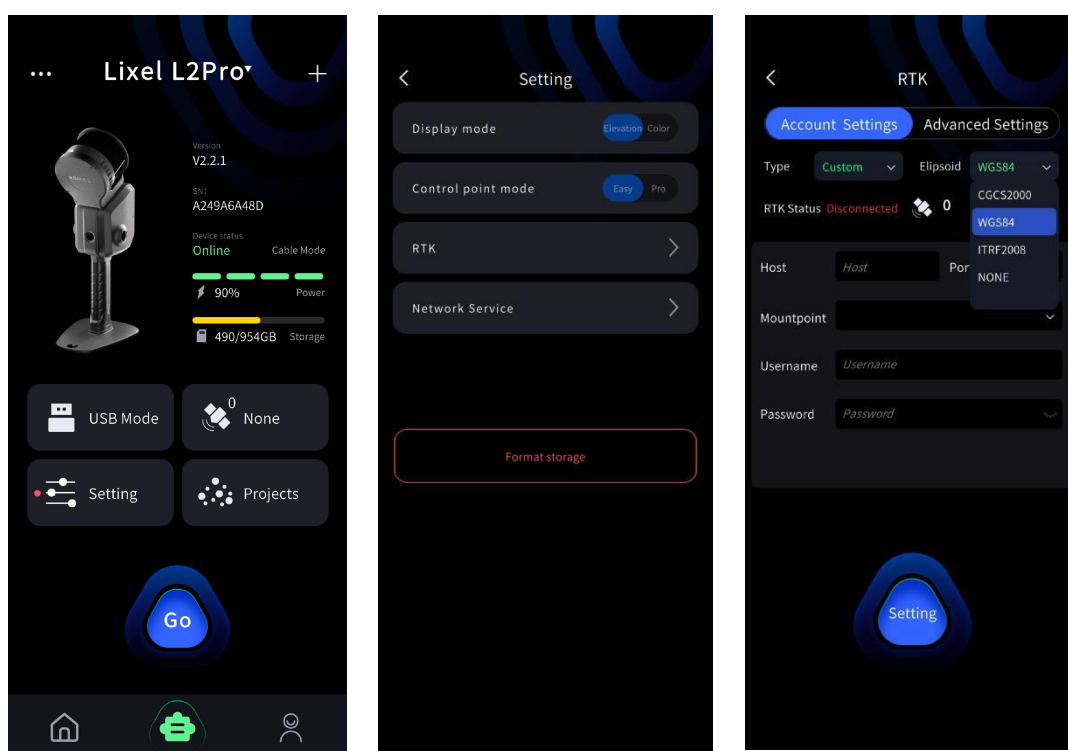 Lixel L2Pro
Version
V2.2.1
SN:
A249A6A48D
Device status
Online Cable Mode
90% Power
490/954GB Storage
USB Mode
0
None
Setting
Projects
Go
Setting
Display mode
Elevation Color
Control point mode
Easy Pro
RTK
Network Service
Format storage
RTK
Account Settings Advanced Settings
Type Custom Elipsoid WGS84
RTK Status Disconnected 0
CGCS2000
WGS84
ITRF2008
NONE
Host Host Por
Mountpoint
Username Username
Password Password
Setting